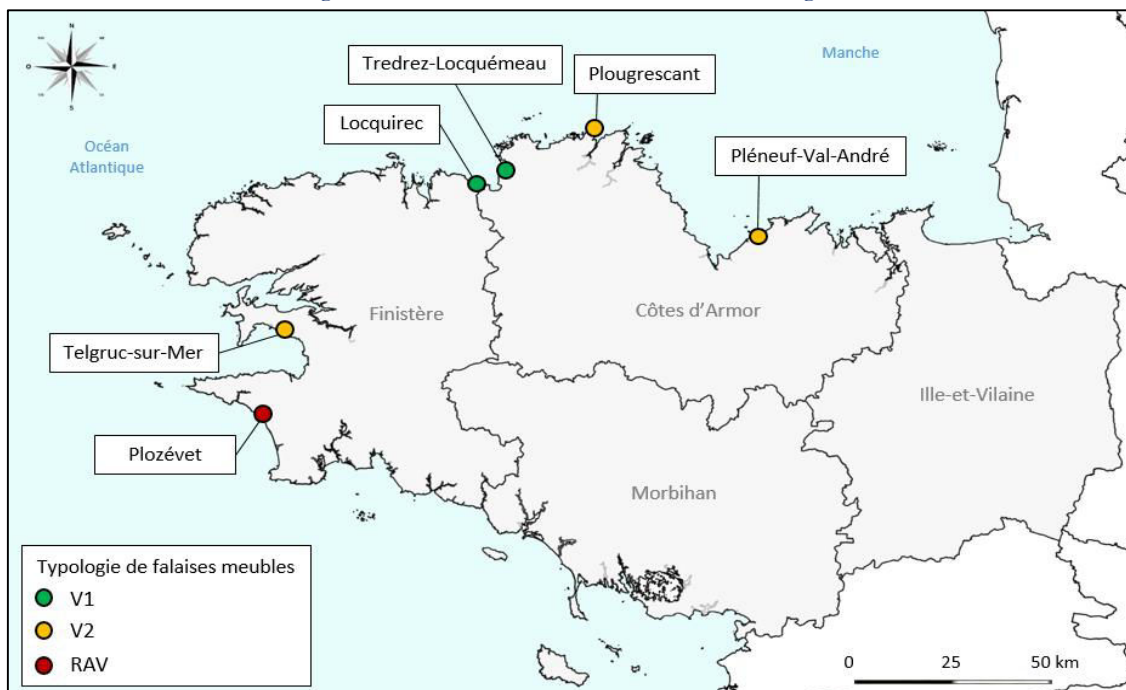 N
O
E
S
Manche
Océan
Atlantique
Tredrez-Locquémeau
Plougrescant
Locquirec
Pléneuf-Val-André
Finistère
Côtes d'Armor
Telgruc-sur-Mer
Ille-et-Vilaine
Plozévet
Morbihan
Typologie de falaises meubles
V1
V2
RAV
0 25 50 km